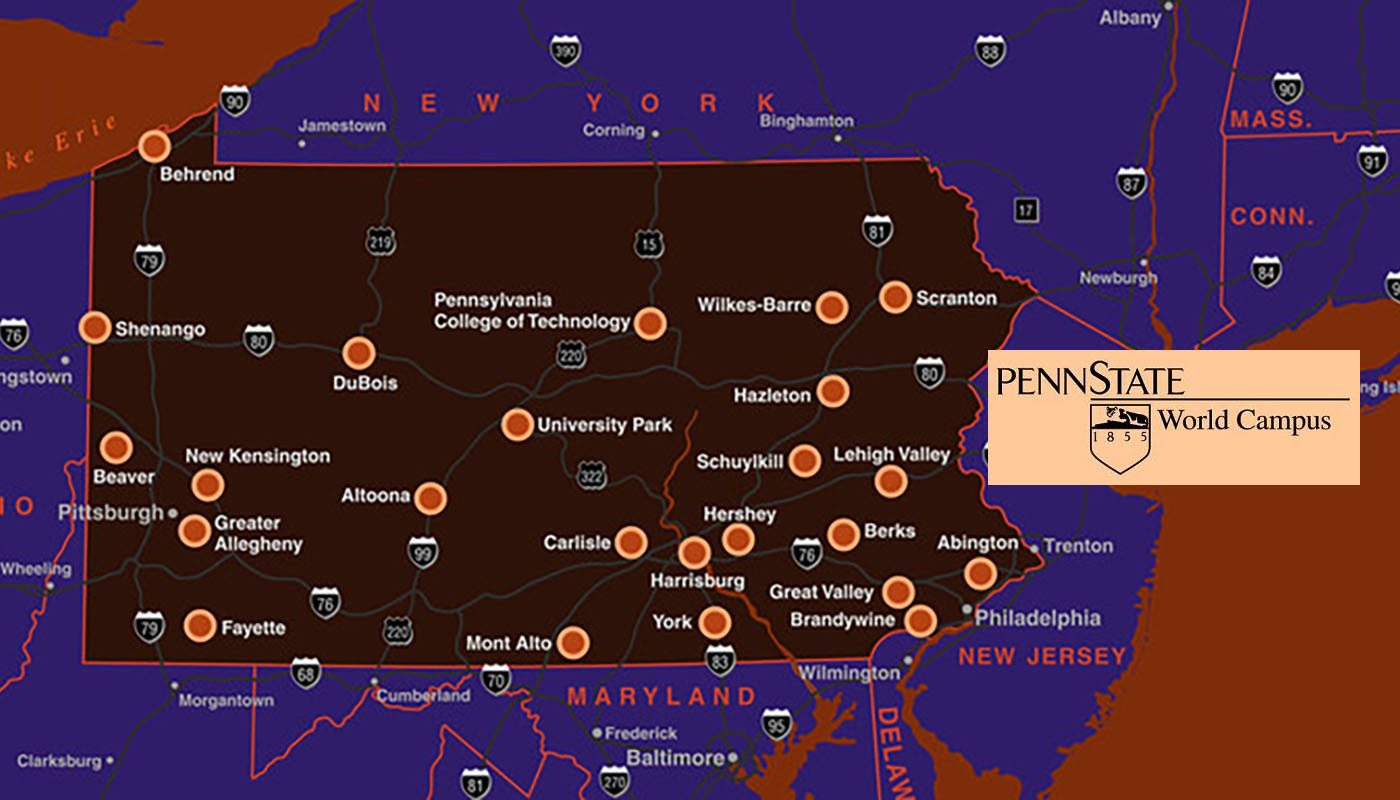 Albany
390
88
90
90
NEW YORK
MASS.
Jamestown
Corning
Binghamton
ke Erie
Behrend
91
87
17
CONN.
79
219
15
81
84
Newburgh
9
Pennsylvania
College of Technology
Wilkes-Barre
Scranton
76
Shenango
80
220
DuBois
80
ngstown
PENNSTATE
1855
World Campus
ng Isl
Hazleton
on
University Park
New Kensington
Beaver
322
Schuylkill
Lehigh Valley
Altoona
IO
Pittsburgh
Greater
Allegheny
Hershey
Carlisle
Berks
Abington
Trenton
99
76
Harrisburg
Wheeling
Great Valley
76
79
Fayette
220
York
Brandywine
Philadelphia
Mont Alto
NEW JERSEY
83
68
70
Wilmington
Morgantown
Cumberland
MARYLAND
95
Frederick
DELAW
Clarksburg
Baltimore
81
270